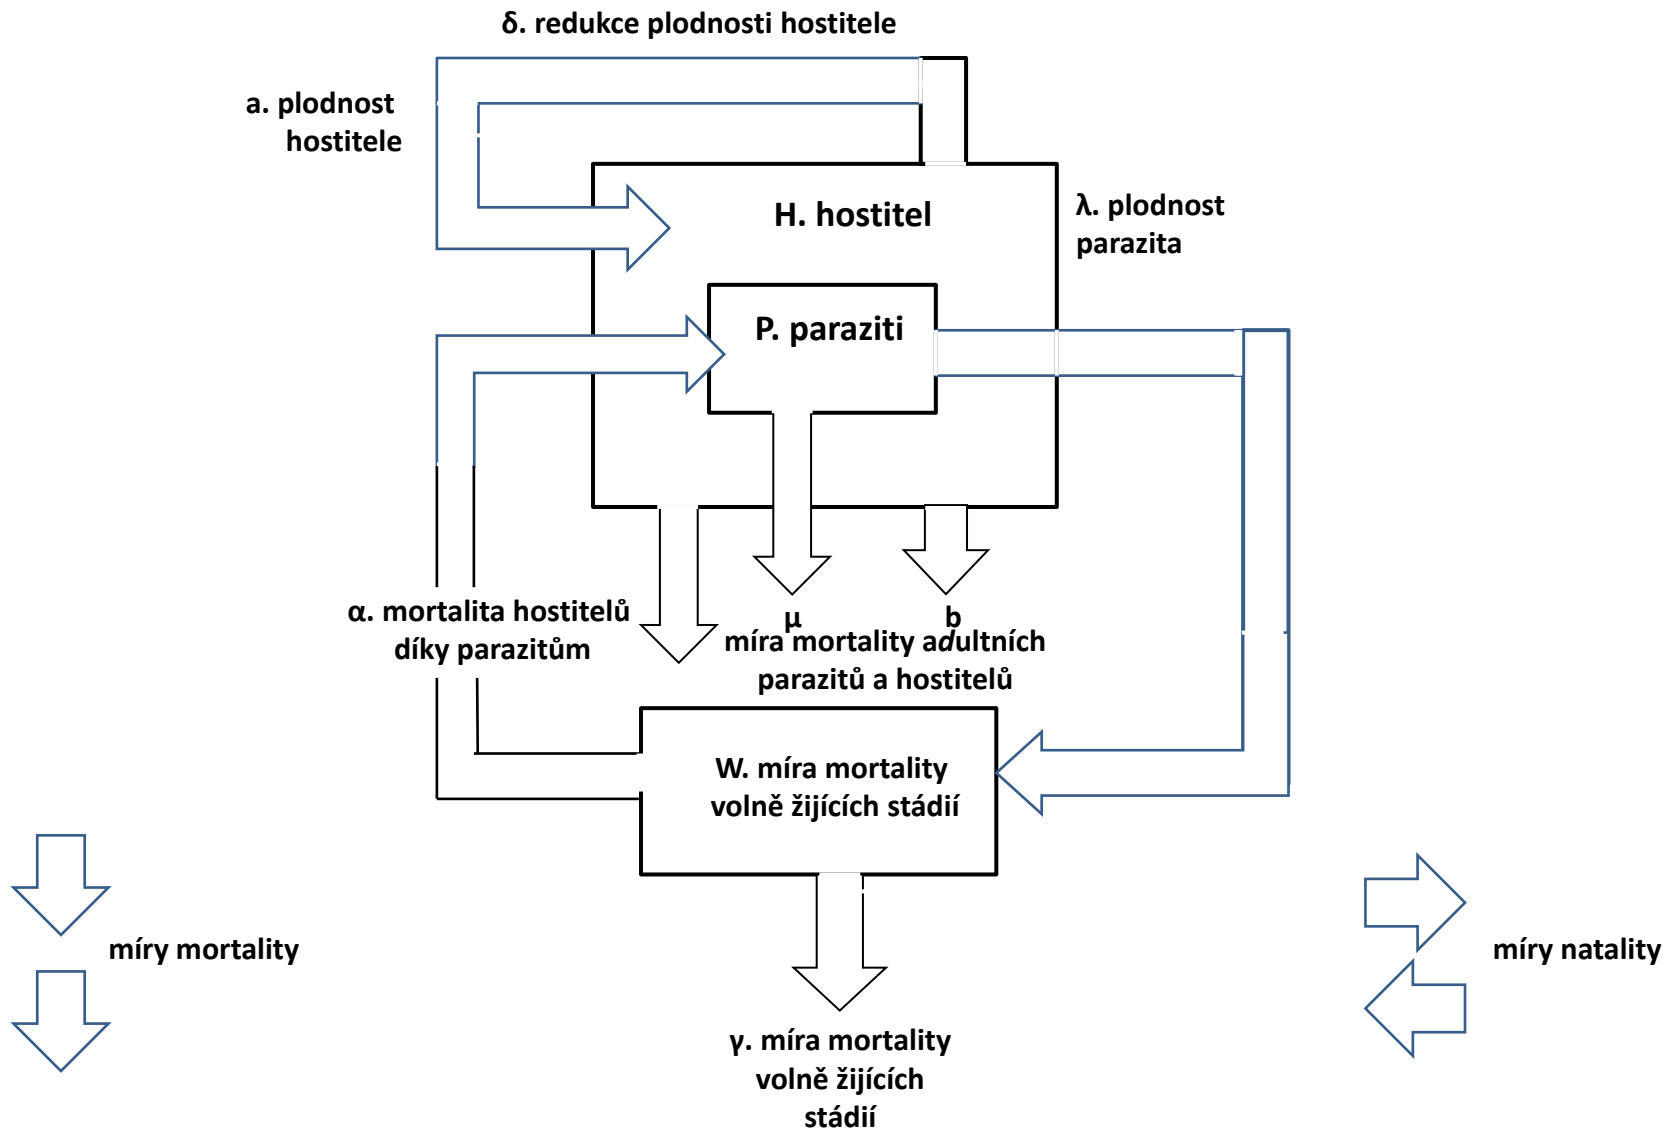 δ. redukce plodnosti hostitele
a. plodnost
hostitele
H. hostitel
λ. plodnost
parazita
P. paraziti
α. mortalita hostitelů
díky parazitům
μ
b
míra mortality adultních
parazitů a hostitelů
W. míra mortality
volně žijících stádií
míry mortality
míry natality
γ. míra mortality
volně žijících
stádií